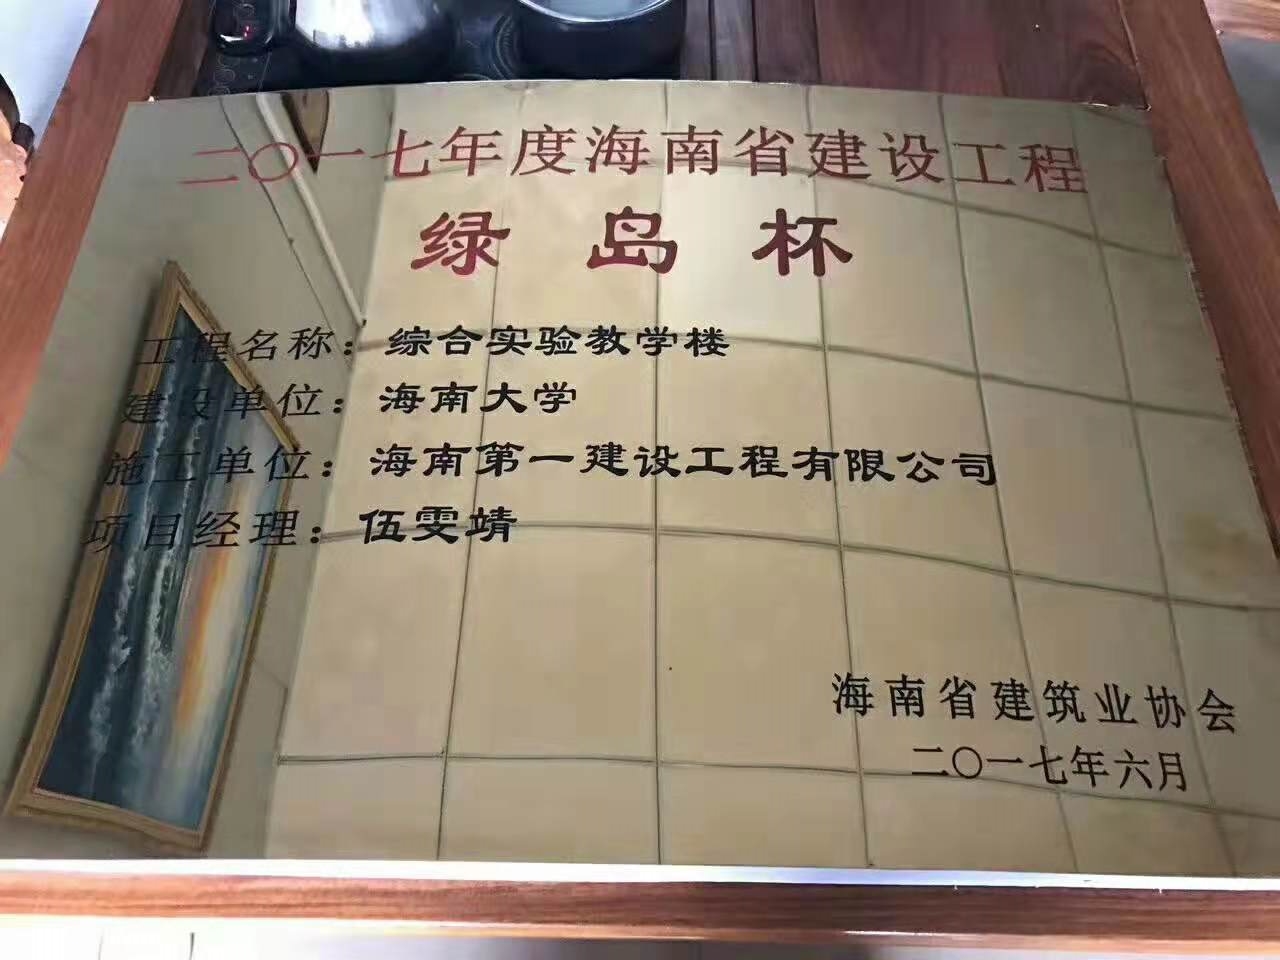 二〇一七年度海南省建设工程
绿岛杯
工程名称：综合实验教学楼
建设单位：海南大学
施工单位：海南第一建设工程有限公司
项目经理：伍雯靖
海南省建筑业协会
二〇一七年六月